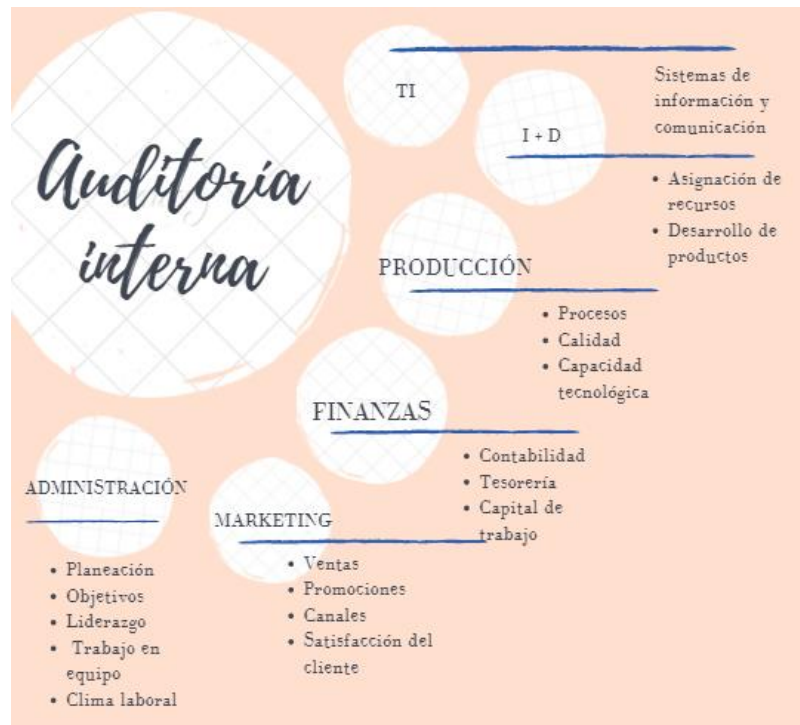 Auditoría
interna
TI
Sistemas de
información y
comunicación
I + D
• Asignación de
recursos
• Desarrollo de
productos
PRODUCCIÓN
• Procesos
• Calidad
• Capacidad
tecnológica
FINANZAS
• Contabilidad
• Tesorería
• Capital de
trabajo
ADMINISTRACIÓN
• Planeación
• Objetivos
• Liderazgo
• Trabajo en
equipo
• Clima laboral
MARKETING
• Ventas
• Promociones
• Canales
• Satisfacción del
cliente